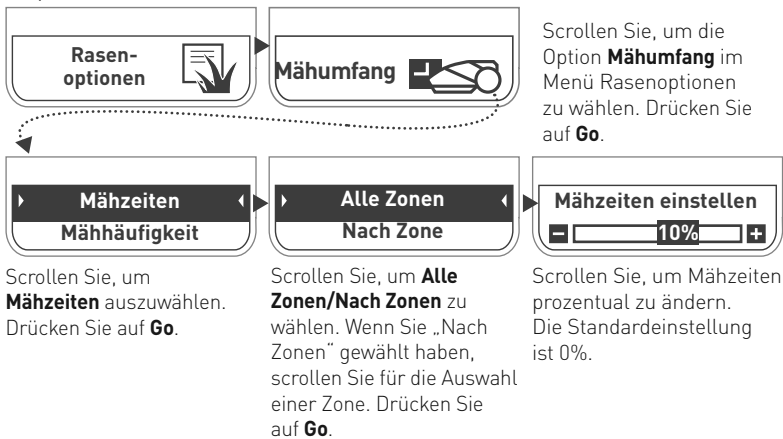 Rasen-
optionen
Mähumfang
Scrollen Sie, um die
Option Mähumfang im
Menü Rasenoptionen
zu wählen. Drücken Sie
auf Go.
Mähzeiten
Mähhäufigkeit
Alle Zonen
Nach Zone
Mähzeiten einstellen
10%
Scrollen Sie, um
Mähzeiten auszuwählen.
Drücken Sie auf Go.
Scrollen Sie, um Alle
Zonen/Nach Zonen zu
wählen. Wenn Sie „Nach
Zonen“ gewählt haben,
scrollen Sie für die Auswahl
einer Zone. Drücken Sie
auf Go.
Scrollen Sie, um Mähzeiten
prozentual zu ändern.
Die Standardeinstellung
ist 0%.